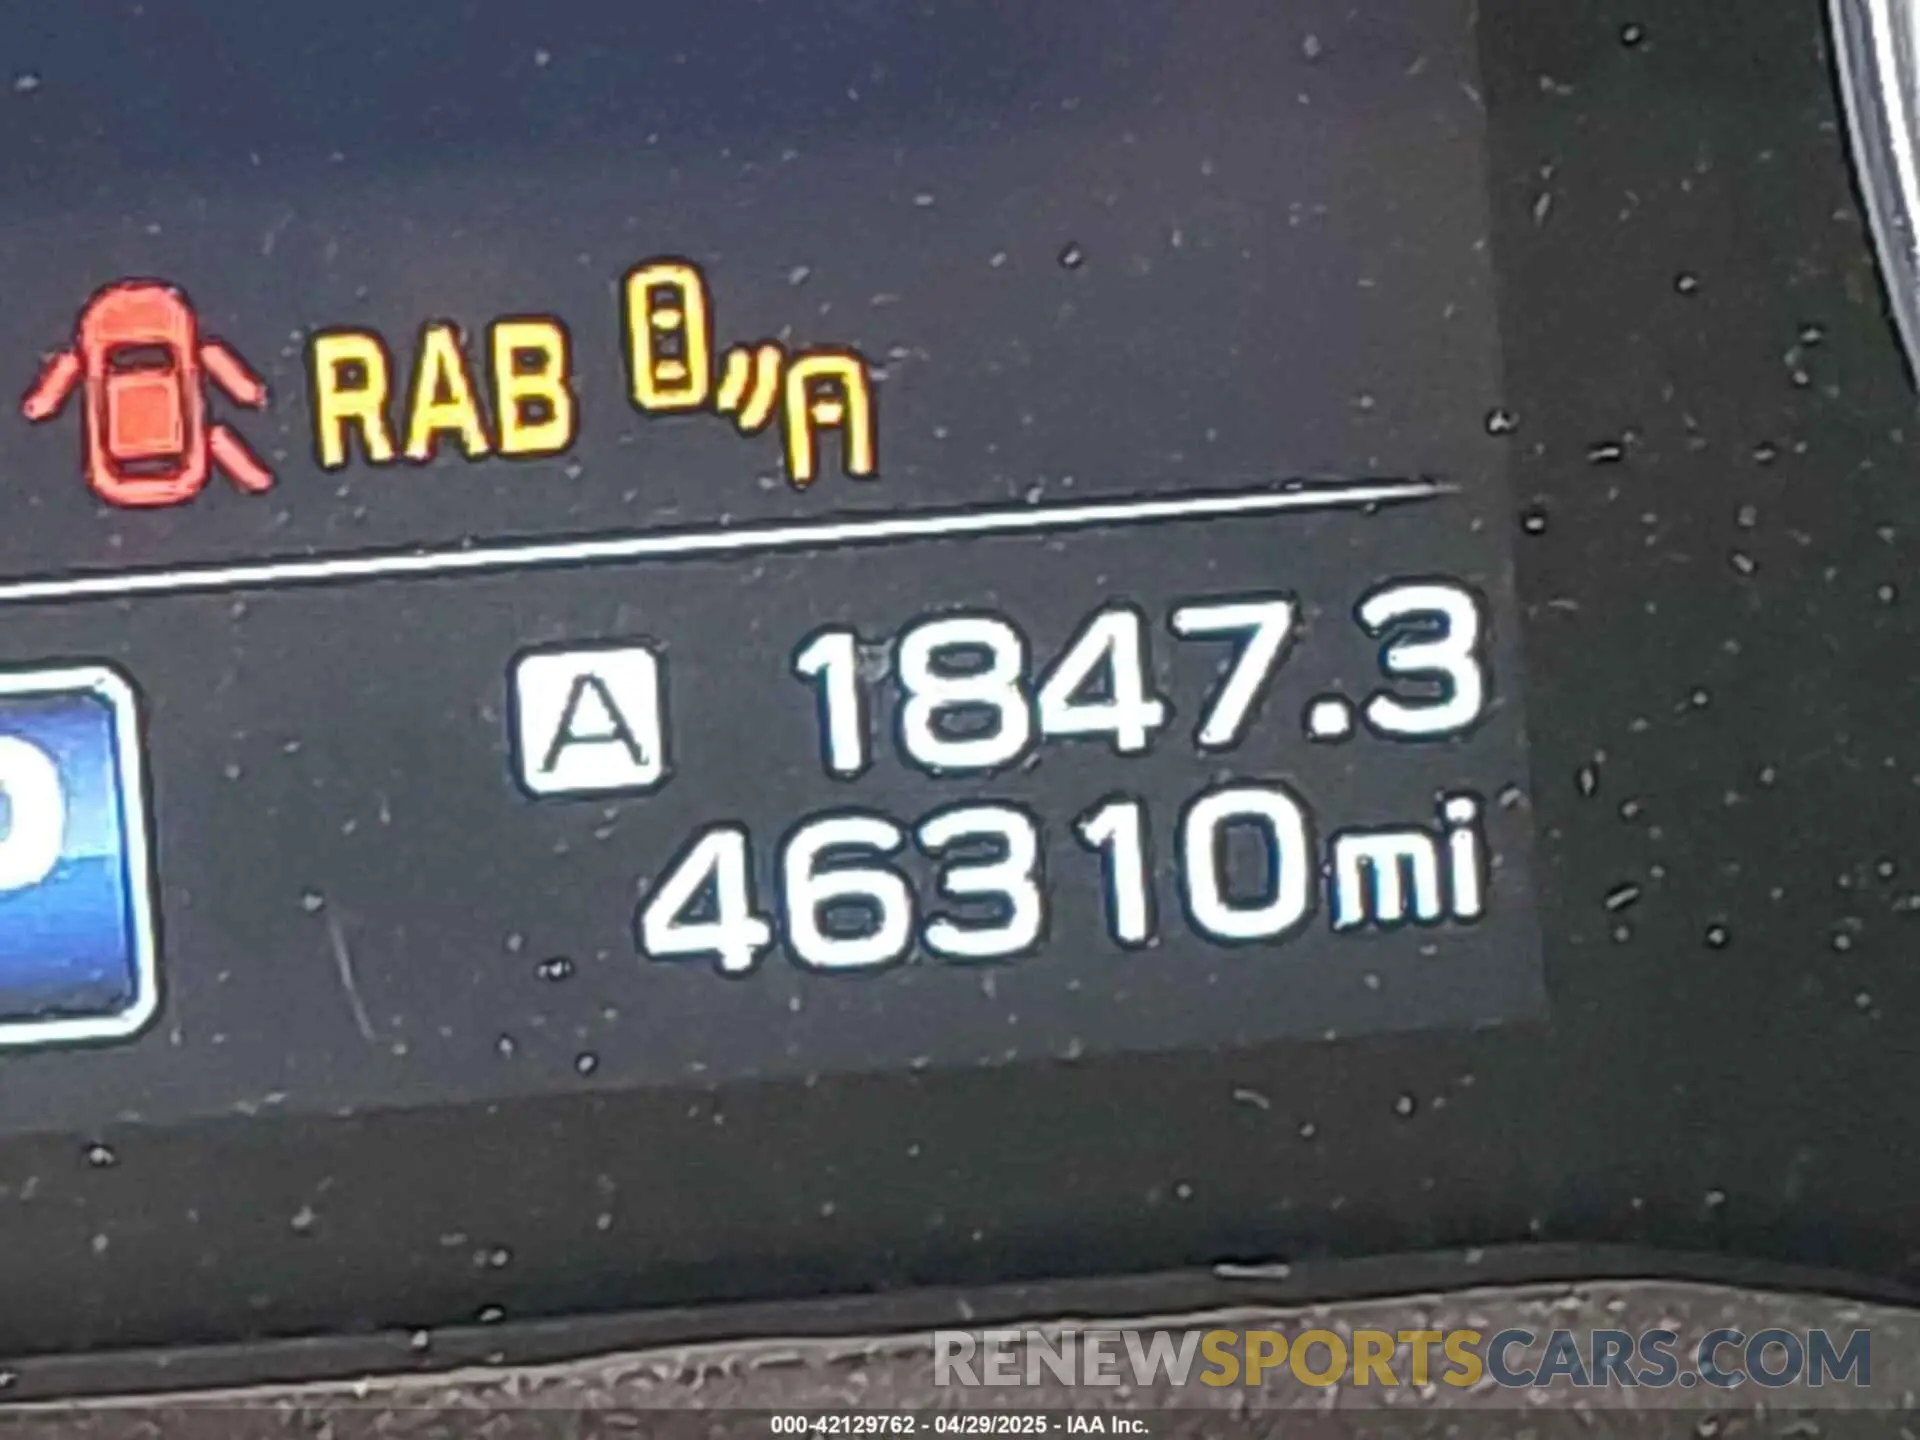 RAB
A 1847.3
46310mi
RENEWSPORTSCARS.COM
000-42129762 - 04/29/2025 - IAA Inc.